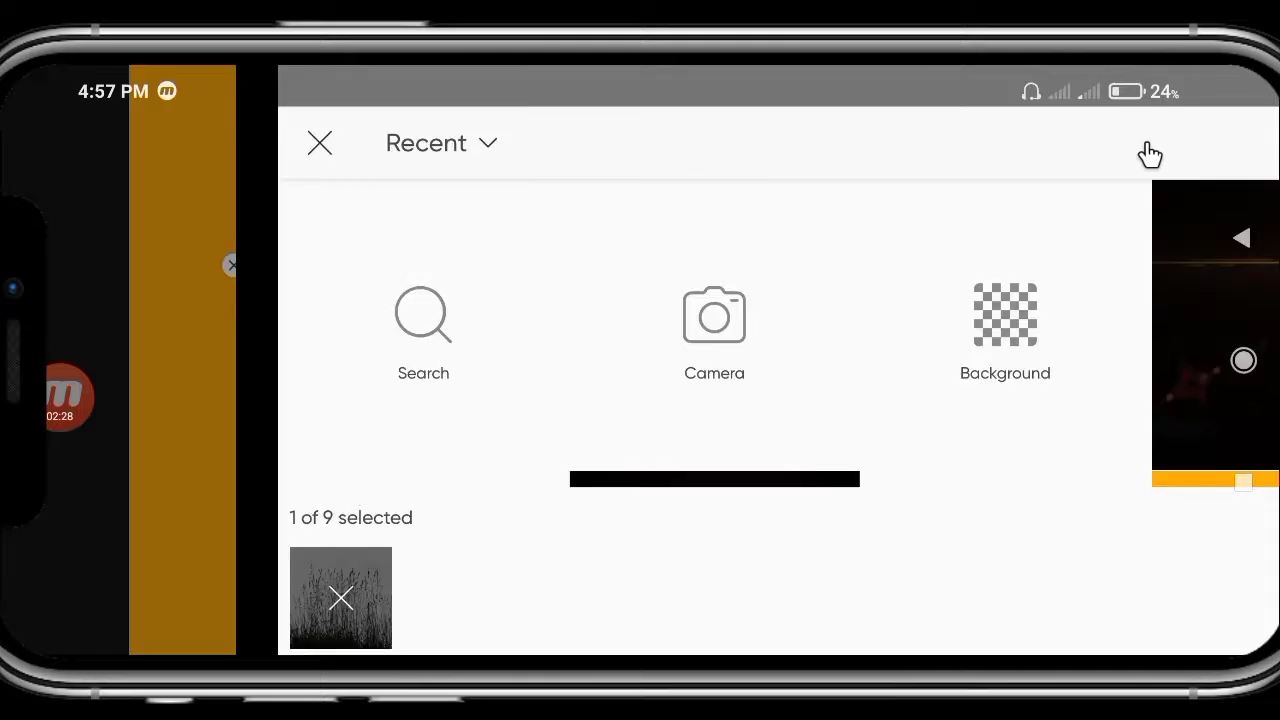 4:57 PM m
24%
Recent
Search
Camera
Background
m
02:28
1 of 9 selected